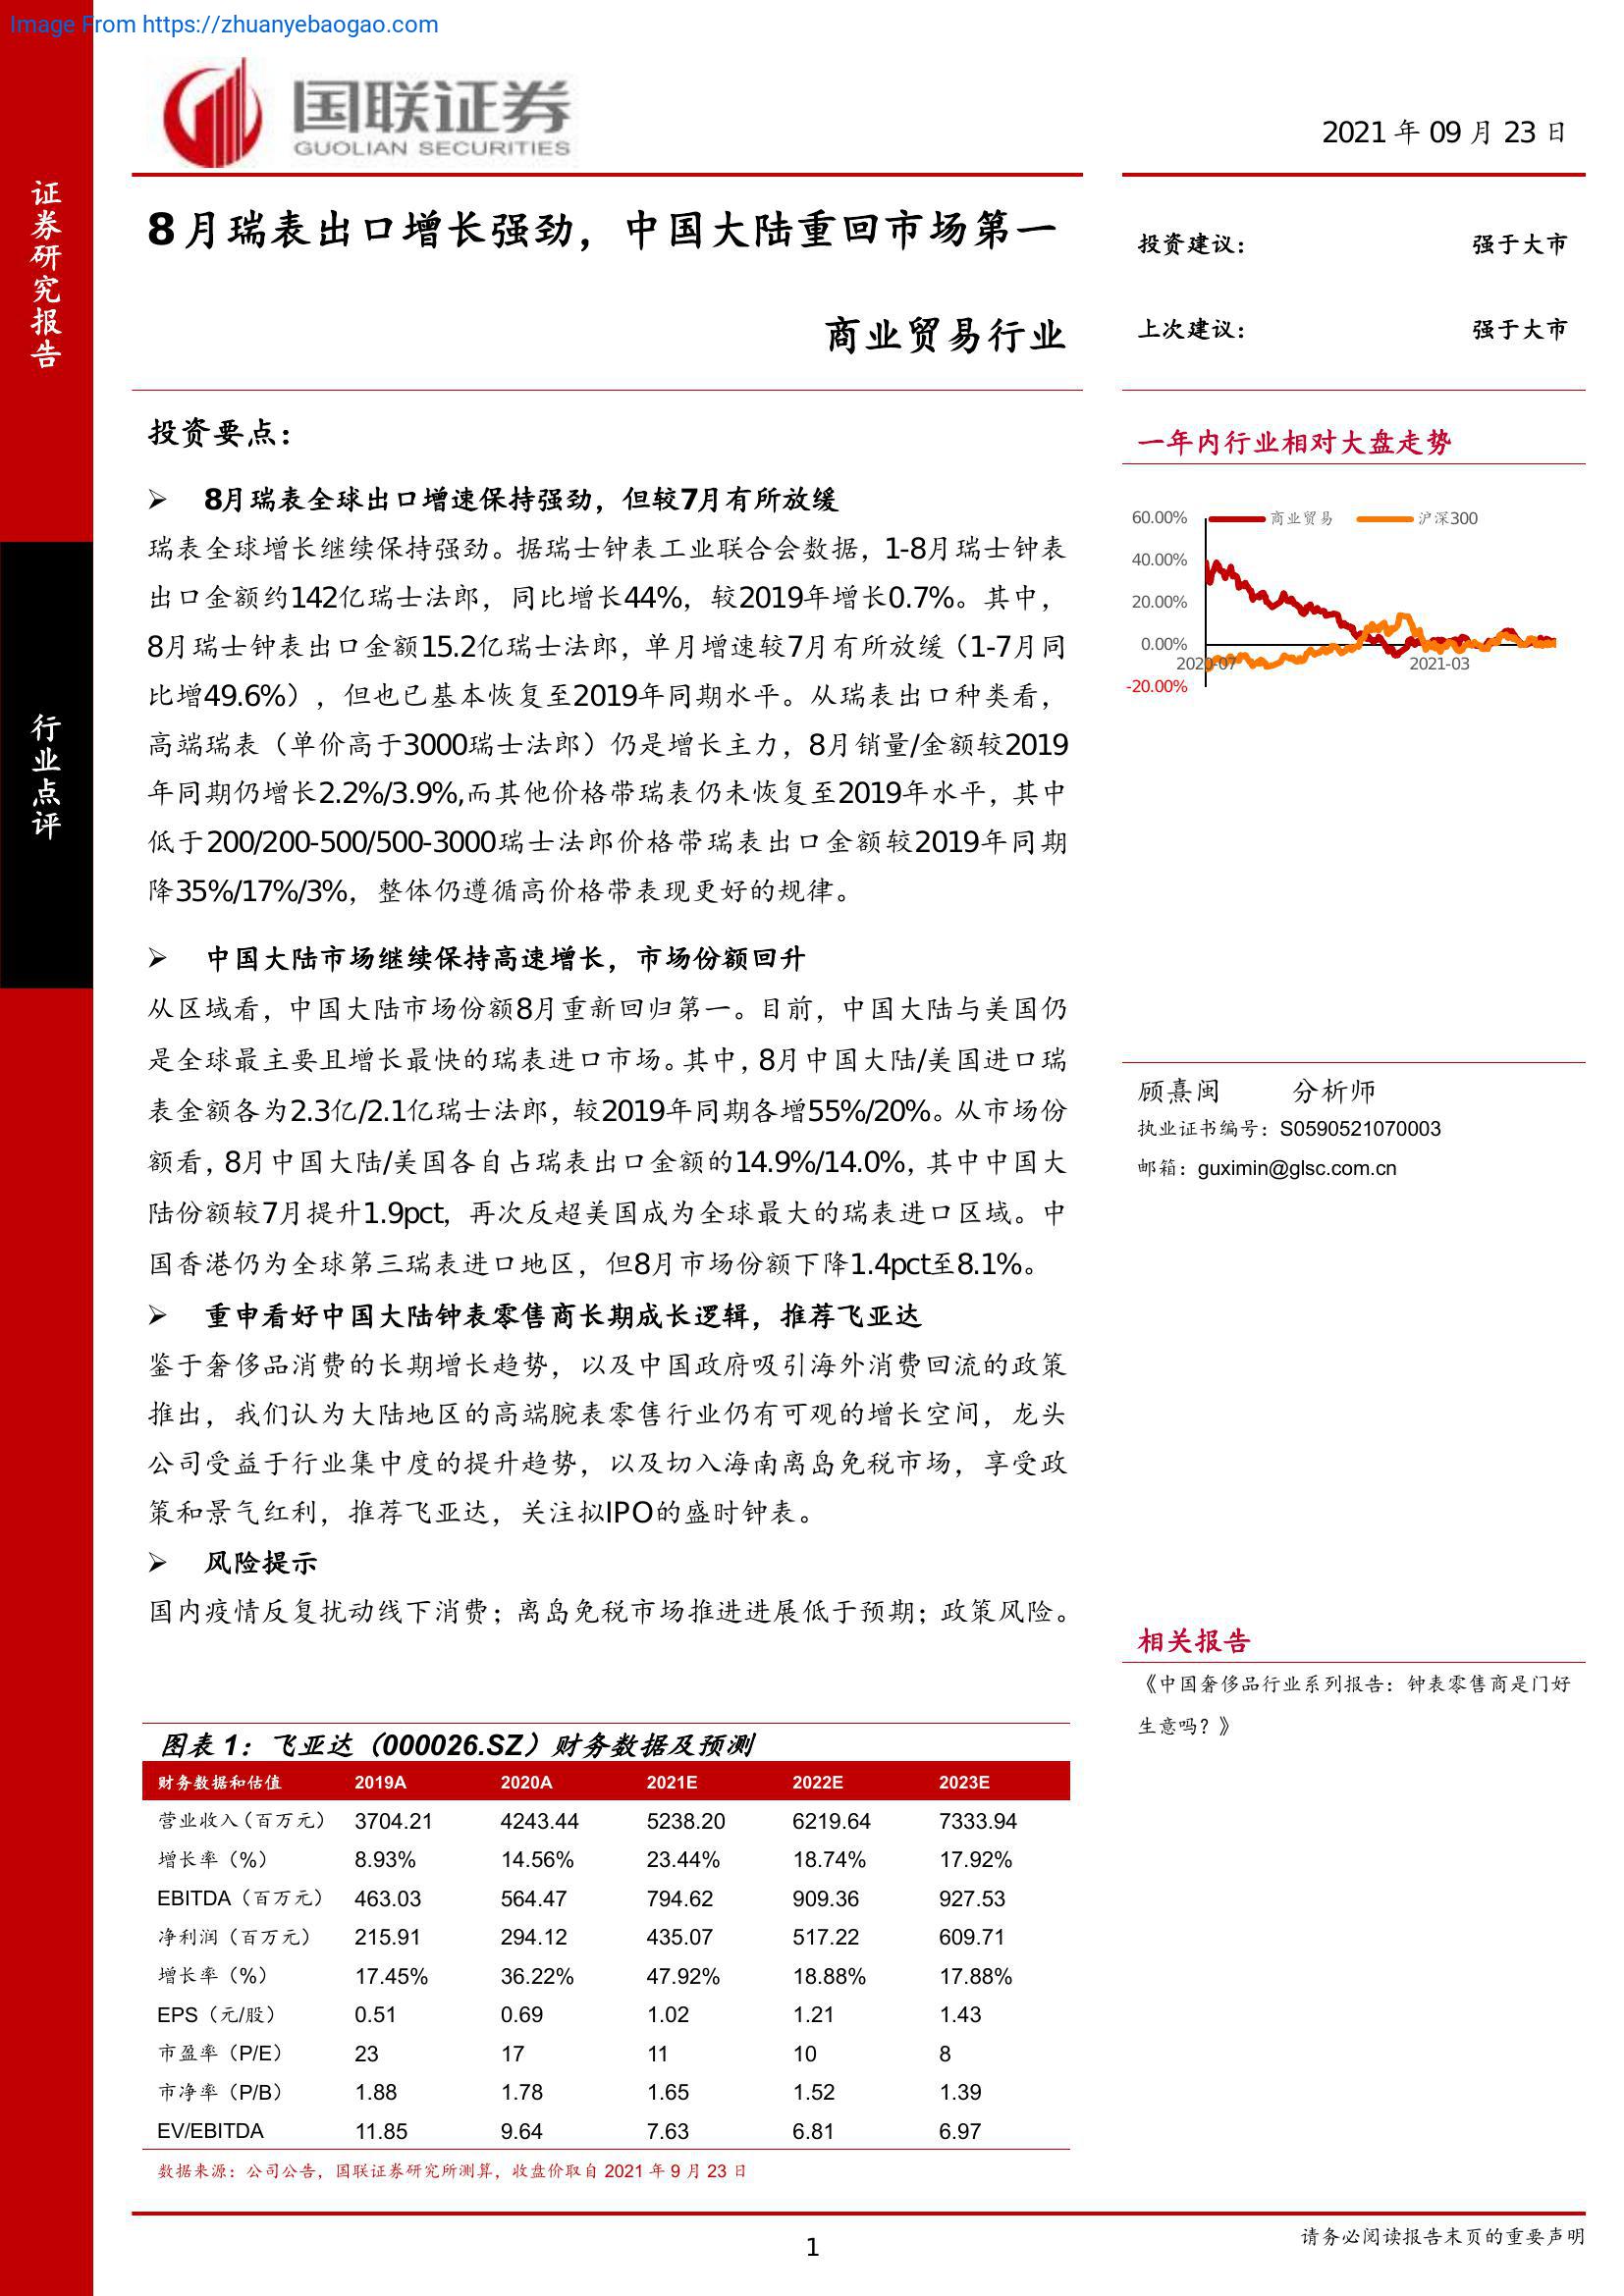 Image From https://zhuanyebaogao.com
国联证券
GUOLIAN SECURITIES
2021 年 09 月 23 日
证券研究报告
行业点评
8月瑞表出口增长强劲，中国大陆重回市场第一
商业贸易行业
投资建议： 强于大市
上次建议： 强于大市
投资要点：
➢ 8月瑞表全球出口增速保持强劲，但较7月有所放缓
瑞表全球增长继续保持强劲。据瑞士钟表工业联合会数据，1-8月瑞士钟表
出口金额约142亿瑞士法郎，同比增长44%，较2019年增长0.7%。其中，
8月瑞士钟表出口金额15.2亿瑞士法郎，单月增速较7月有所放缓（1-7月同
比增49.6%），但也已基本恢复至2019年同期水平。从瑞表出口种类看，
高端瑞表（单价高于3000瑞士法郎）仍是增长主力，8月销量/金额较2019
年同期仍增长2.2%/3.9%,而其他价格带瑞表仍未恢复至2019年水平，其中
低于200/200-500/500-3000瑞士法郎价格带瑞表出口金额较2019年同期
降35%/17%/3%，整体仍遵循高价格带表现更好的规律。
➢ 中国大陆市场继续保持高速增长，市场份额回升
从区域看，中国大陆市场份额8月重新回归第一。目前，中国大陆与美国仍
是全球最主要且增长最快的瑞表进口市场。其中，8月中国大陆/美国进口瑞
表金额各为2.3亿/2.1亿瑞士法郎，较2019年同期各增55%/20%。从市场份
额看，8月中国大陆/美国各自占瑞表出口金额的14.9%/14.0%，其中中国大
陆份额较7月提升1.9pct，再次反超美国成为全球最大的瑞表进口区域。中
国香港仍为全球第三瑞表进口地区，但8月市场份额下降1.4pct至8.1%。
➢ 重申看好中国大陆钟表零售商长期成长逻辑，推荐飞亚达
鉴于奢侈品消费的长期增长趋势，以及中国政府吸引海外消费回流的政策
推出，我们认为大陆地区的高端腕表零售行业仍有可观的增长空间，龙头
公司受益于行业集中度的提升趋势，以及切入海南离岛免税市场，享受政
策和景气红利，推荐飞亚达，关注拟IPO的盛时钟表。
➢ 风险提示
国内疫情反复扰动线下消费；离岛免税市场推进进展低于预期；政策风险。
一年内行业相对大盘走势
商业贸易 沪深300
60.00%
40.00%
20.00%
0.00%
-20.00%
2020-07 2021-03
顾熹闽 分析师
执业证书编号：S0590521070003
邮箱：guximin@glsc.com.cn
相关报告
《中国奢侈品行业系列报告：钟表零售商是门好
生意吗？》
图表 1：飞亚达（000026.SZ）财务数据及预测
财务数据和估值 2019A 2020A 2021E 2022E 2023E
营业收入（百万元） 3704.21 4243.44 5238.20 6219.64 7333.94
增长率（%） 8.93% 14.56% 23.44% 18.74% 17.92%
EBITDA（百万元） 463.03 564.47 794.62 909.36 927.53
净利润（百万元） 215.91 294.12 435.07 517.22 609.71
增长率（%） 17.45% 36.22% 47.92% 18.88% 17.88%
EPS（元/股） 0.51 0.69 1.02 1.21 1.43
市盈率（P/E） 23 17 11 10 8
市净率（P/B） 1.88 1.78 1.65 1.52 1.39
EV/EBITDA 11.85 9.64 7.63 6.81 6.97
数据来源：公司公告，国联证券研究所测算，收盘价取自 2021 年 9 月 23 日
1
请务必阅读报告末页的重要声明